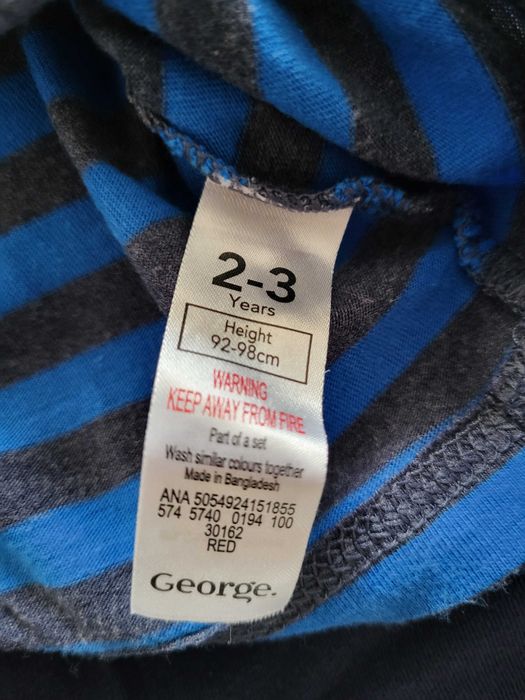 2-3
Years
Height
92-98cm
WARNING
KEEP AWAY FROM FIRE
Part of a set
Wash similar colours together
Made in Bangladesh
ANA 5054924151855
574 5740 0194 100
30162
RED
George.